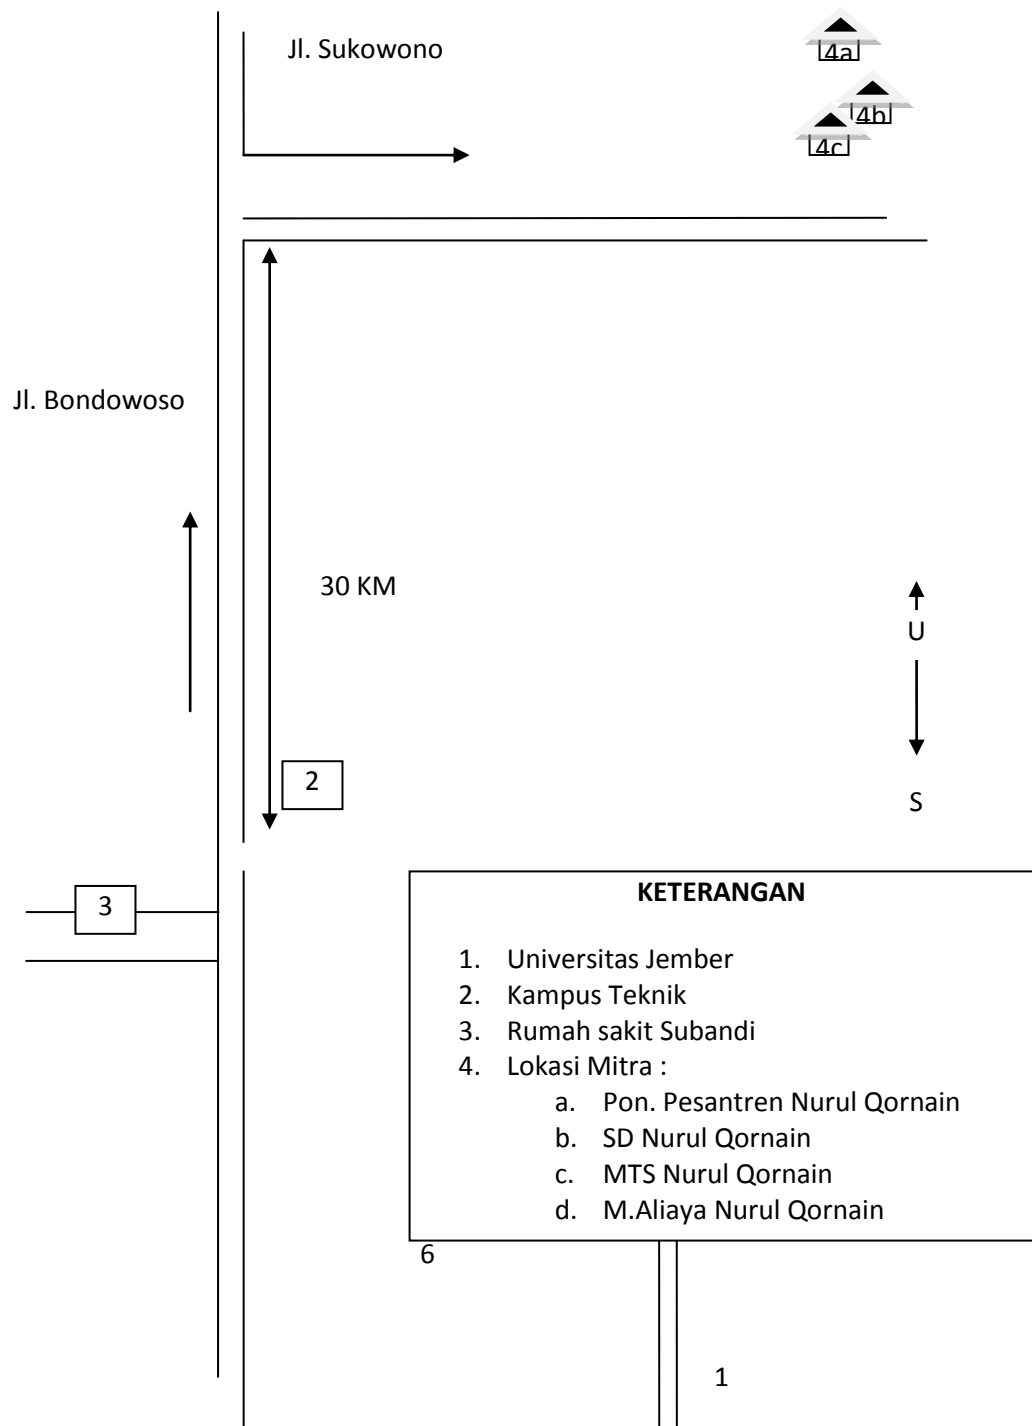 Jl. Sukowono
4a
4b
4c
Jl. Bondowoso
30 KM
U
S
2
3
KETERANGAN
1. Universitas Jember
2. Kampus Teknik
3. Rumah sakit Subandi
4. Lokasi Mitra :
a. Pon. Pesantren Nurul Qornain
b. SD Nurul Qornain
c. MTS Nurul Qornain
d. M.Aliaya Nurul Qornain
6
1